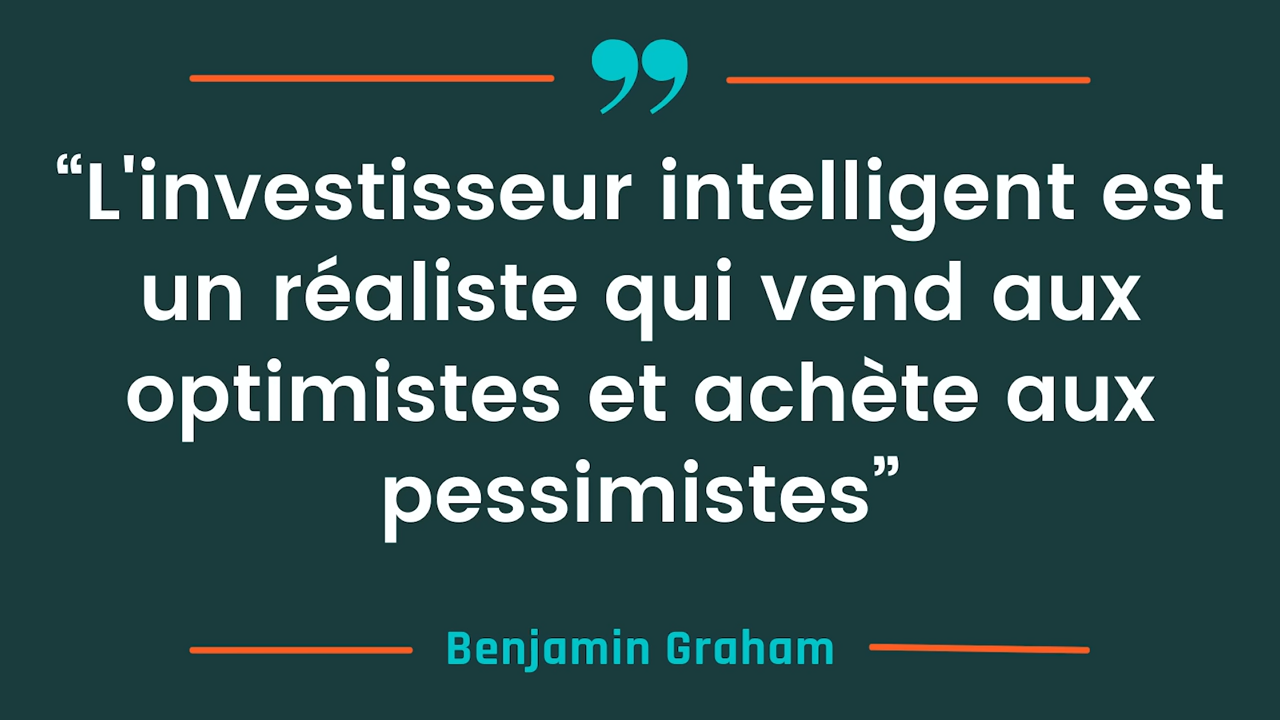 ”
“L'investisseur intelligent est
un réaliste qui vend aux
optimistes et achète aux
pessimistes”
Benjamin Graham